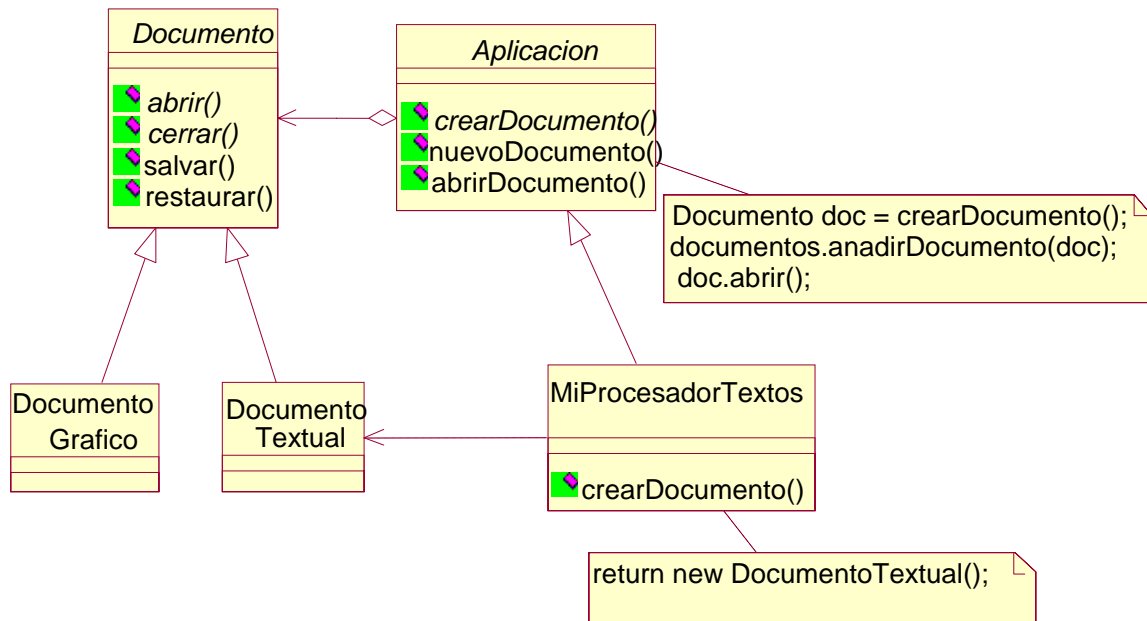 Documento
abrir()
cerrar()
salvar()
restaurar()
Aplicacion
crearDocumento()
nuevoDocumento()
abrirDocumento()
Documento doc = crearDocumento();
documentos.anadirDocumento(doc);
doc.abrir();
Documento
Grafico
Documento
Textual
MiProcesadorTextos
crearDocumento()
return new DocumentoTextual();